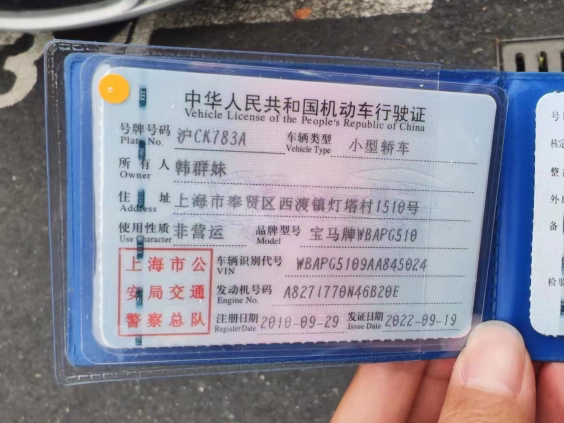 中华人民共和国机动车行驶证
Vehicle License of the People's Republic of China
号牌号码 沪CK783A 车辆类型 小型轿车
Plate No. Vehicle Type
所有人 韩群妹
Owner
住址 上海市奉贤区西渡镇灯塔村1510号
Address
使用性质 非营运 品牌型号 宝马牌WBAPG510
Use Character Model
上海市公
安局交通
警察总队
车辆识别代号 WBAPG5109AA845024
VIN
发动机号码 A8271770N46B20E
Engine No.
注册日期 2010-09-29 发证日期 2022-09-19
Register Date Issue Date